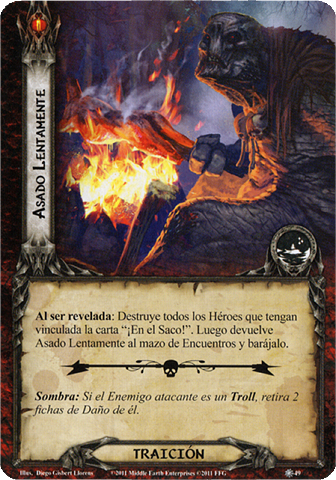 ASADO LENTAMENTE
Al ser revelada: Destruye todos los Héroes que tengan
vinculada la carta “¡En el Saco!”. Luego devuelve
Asado Lentamente al mazo de Encuentros y barájalo.
Sombra: Si el Enemigo atacante es un Troll, retira 2
fichas de Daño de él.
TRAICIÓN
Illus. Diego Gisbert Llorens ©2011 Middle Earth Enterprises ©2011 FFG 49